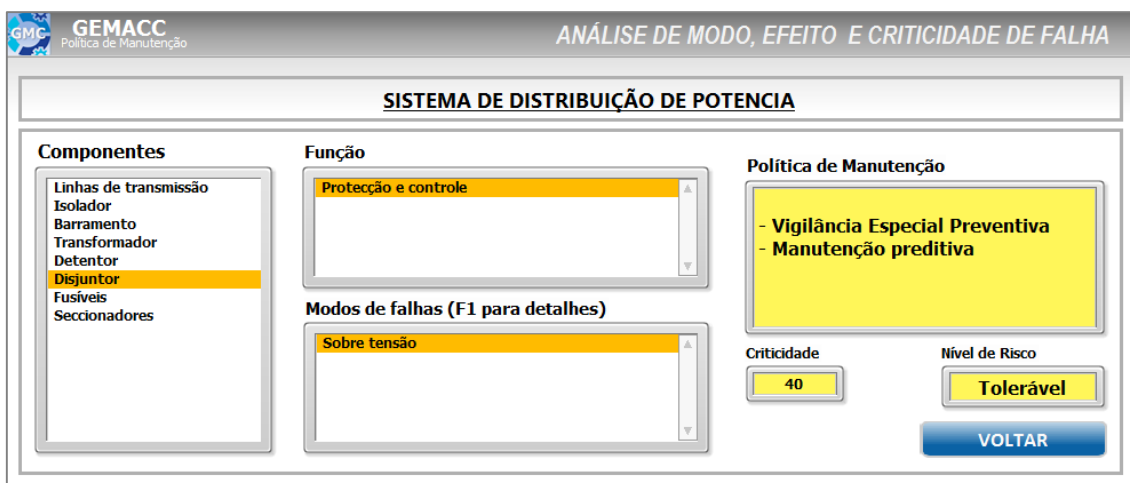 GMC
GEMACC
Política de Manutenção
ANÁLISE DE MODO, EFEITO E CRITICIDADE DE FALHA
SISTEMA DE DISTRIBUIÇÃO DE POTENCIA
Componentes
Linhas de transmissão
Isolador
Barramento
Transformador
Detentor
Disjuntor
Fusíveis
Seccionadores
Função
Protecção e controle
Modos de falhas (F1 para detalhes)
Sobre tensão
Política de Manutenção
- Vigilância Especial Preventiva
- Manutenção preditiva
Criticidade
40
Nível de Risco
Tolerável
VOLTAR